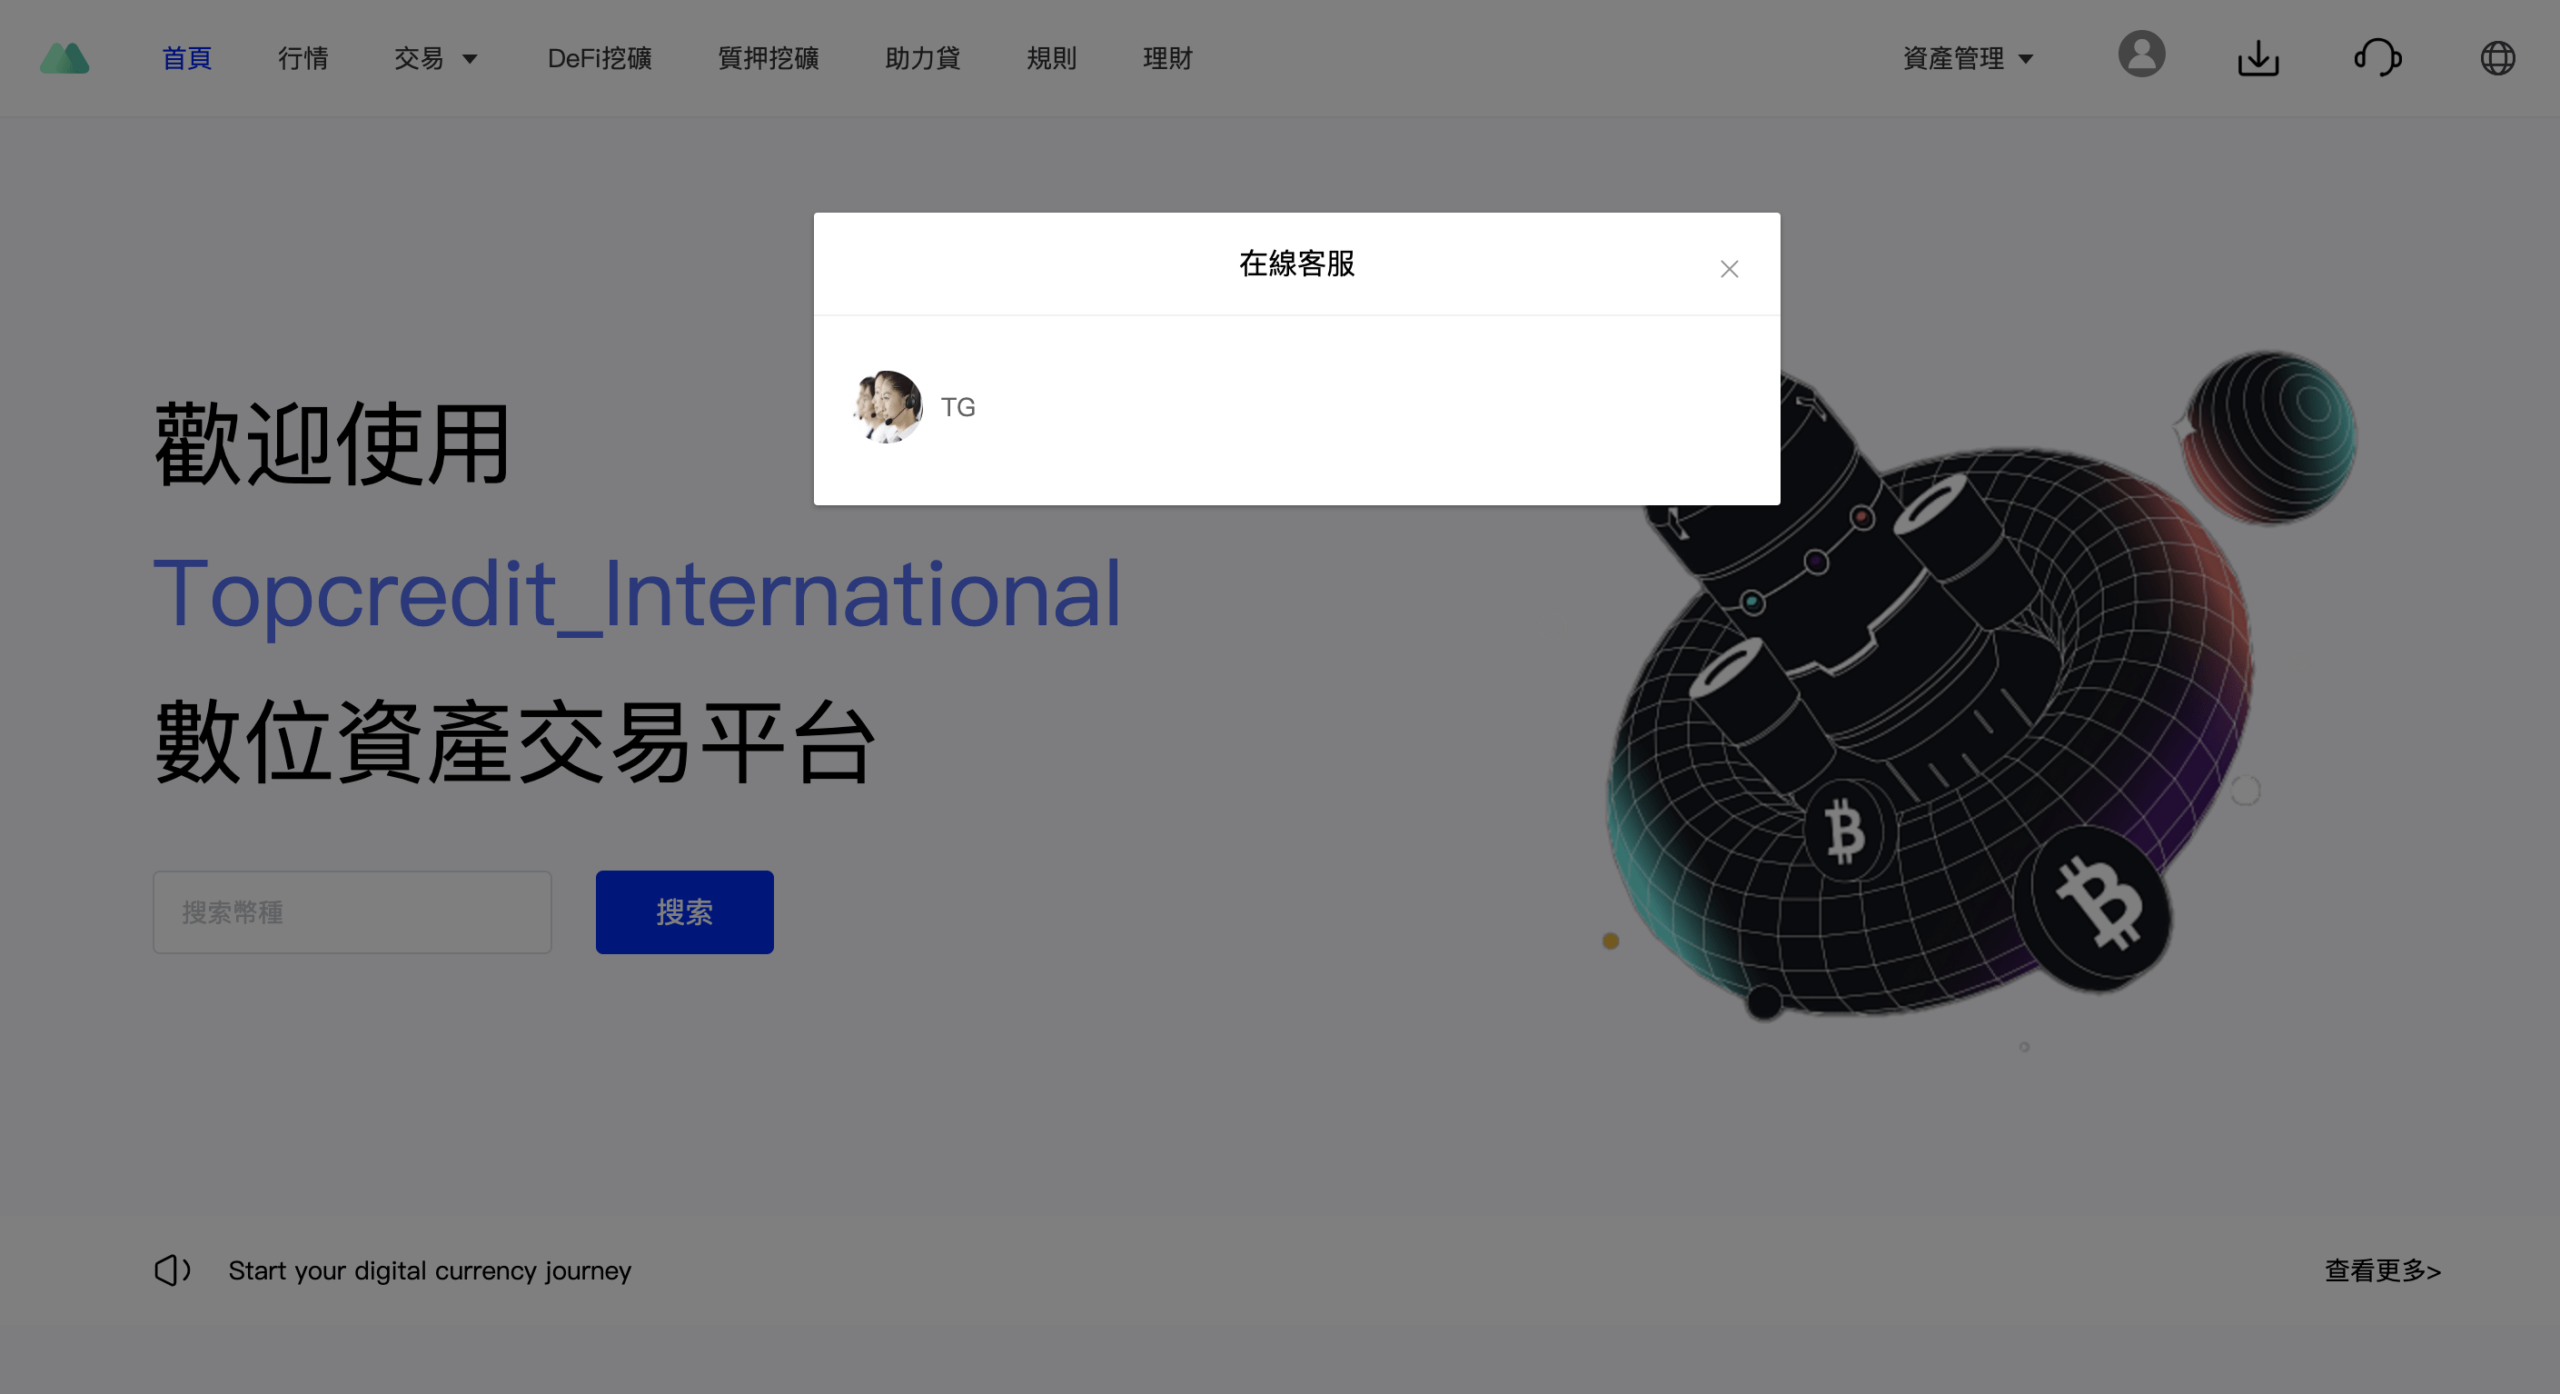 首頁 行情 交易 DeFi挖礦 質押挖礦 助力貸 規則 理財 資產管理
在線客服
TG
歡迎使用
Topcredit_International
數位資產交易平台
搜索幣種 搜索
Start your digital currency journey 查看更多>